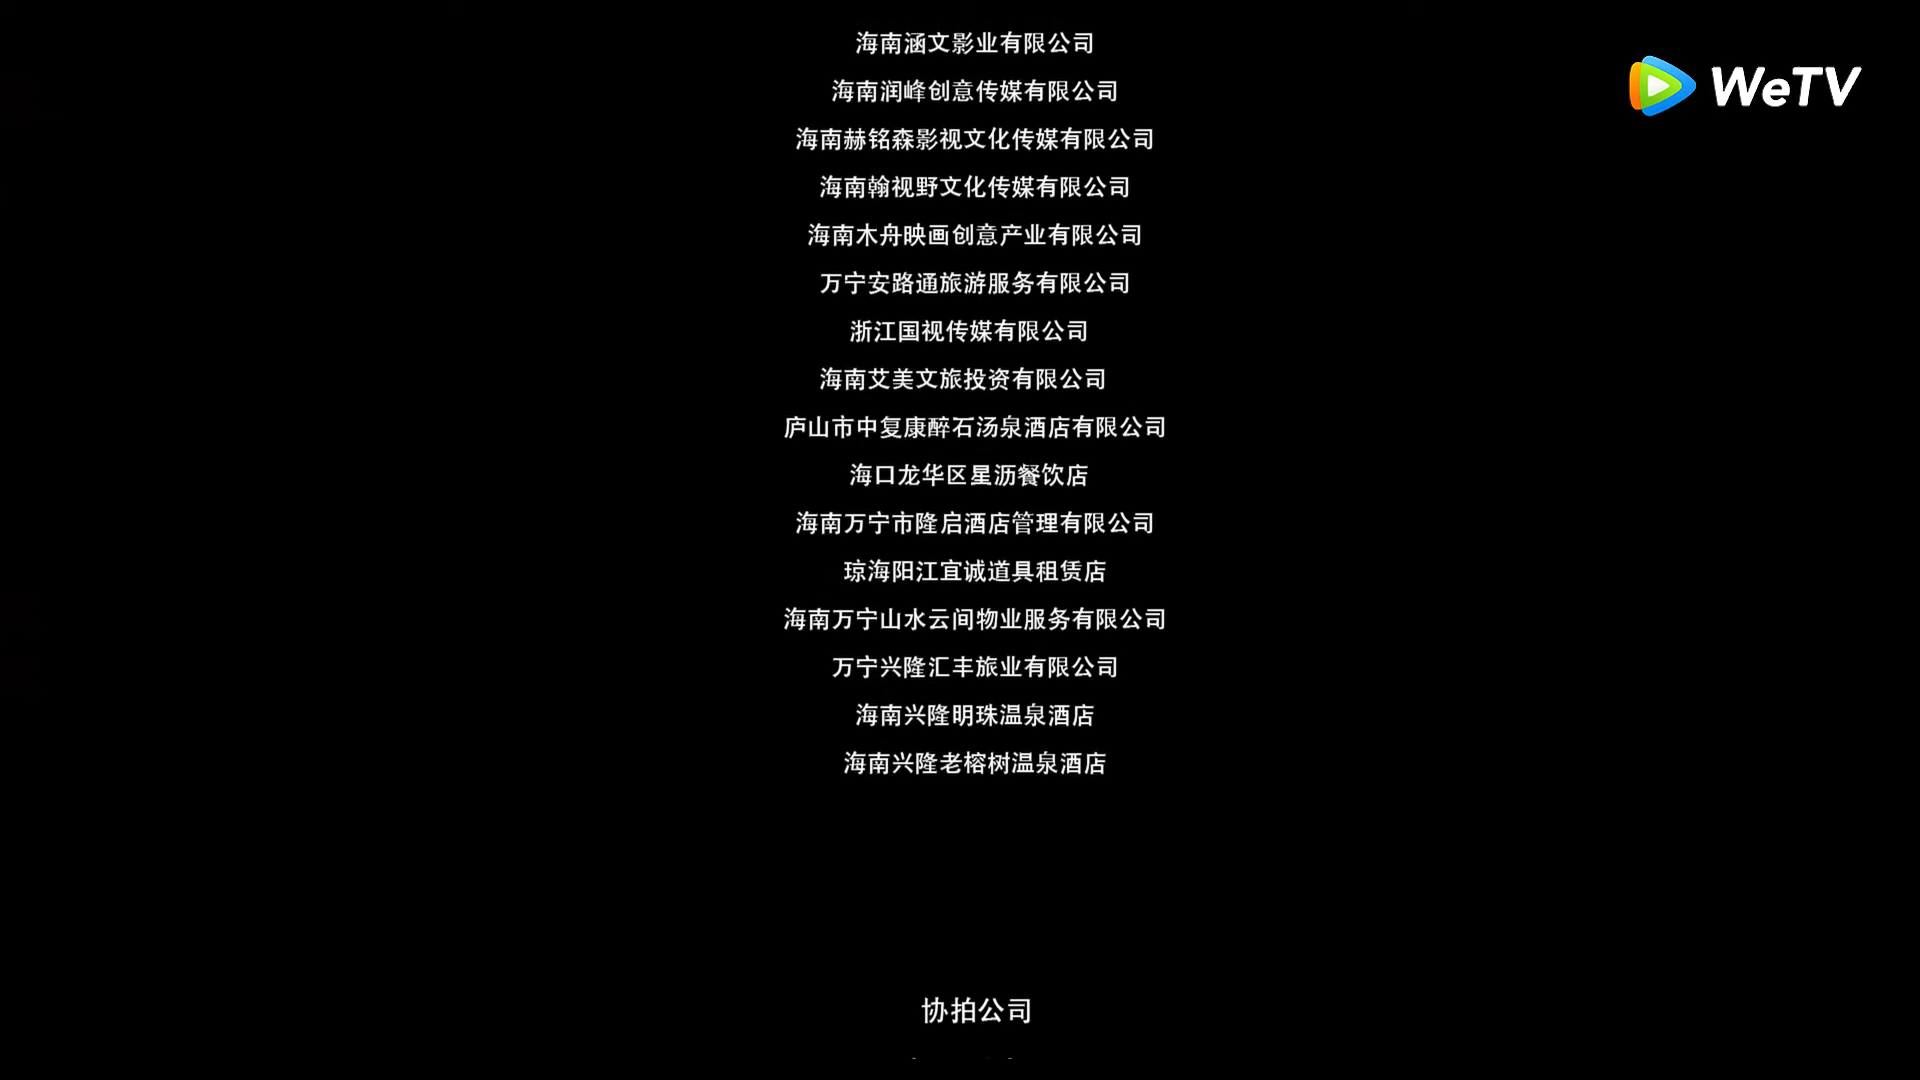 海南涵文影业有限公司
WeTV
海南润峰创意传媒有限公司
海南赫铭森影视文化传媒有限公司
海南翰视野文化传媒有限公司
海南木舟映画创意产业有限公司
万宁安路通旅游服务有限公司
浙江国视传媒有限公司
海南艾美文旅投资有限公司
庐山市中复康醉石汤泉酒店有限公司
海口龙华区星沥餐饮店
海南万宁市隆启酒店管理有限公司
琼海阳江宜诚道具租赁店
海南万宁山水云间物业服务有限公司
万宁兴隆汇丰旅业有限公司
海南兴隆明珠温泉酒店
海南兴隆老榕树温泉酒店
协拍公司